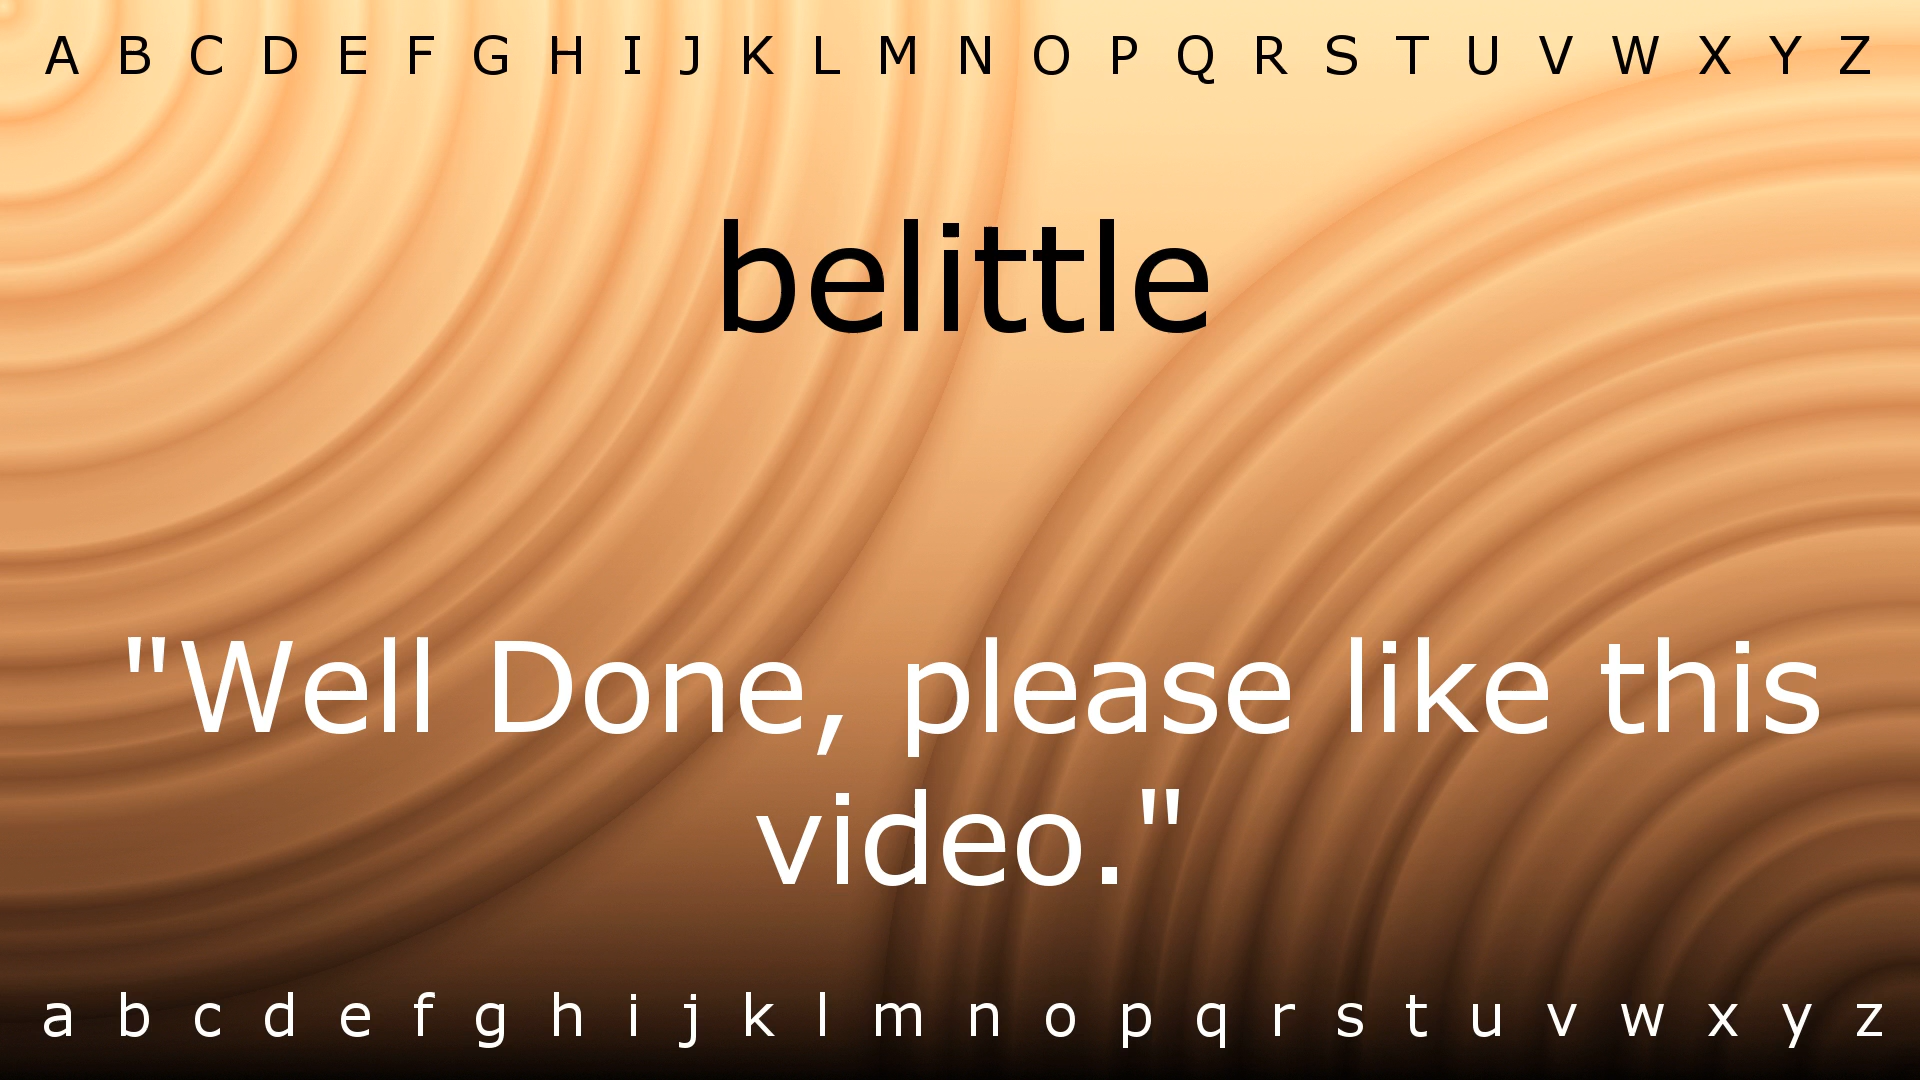 A B C D E F G H I J K L M N O P Q R S T U V W X Y Z
belittle
"Well Done, please like this
video."
a b c d e f g h i j k l m n o p q r s t u v w x y z